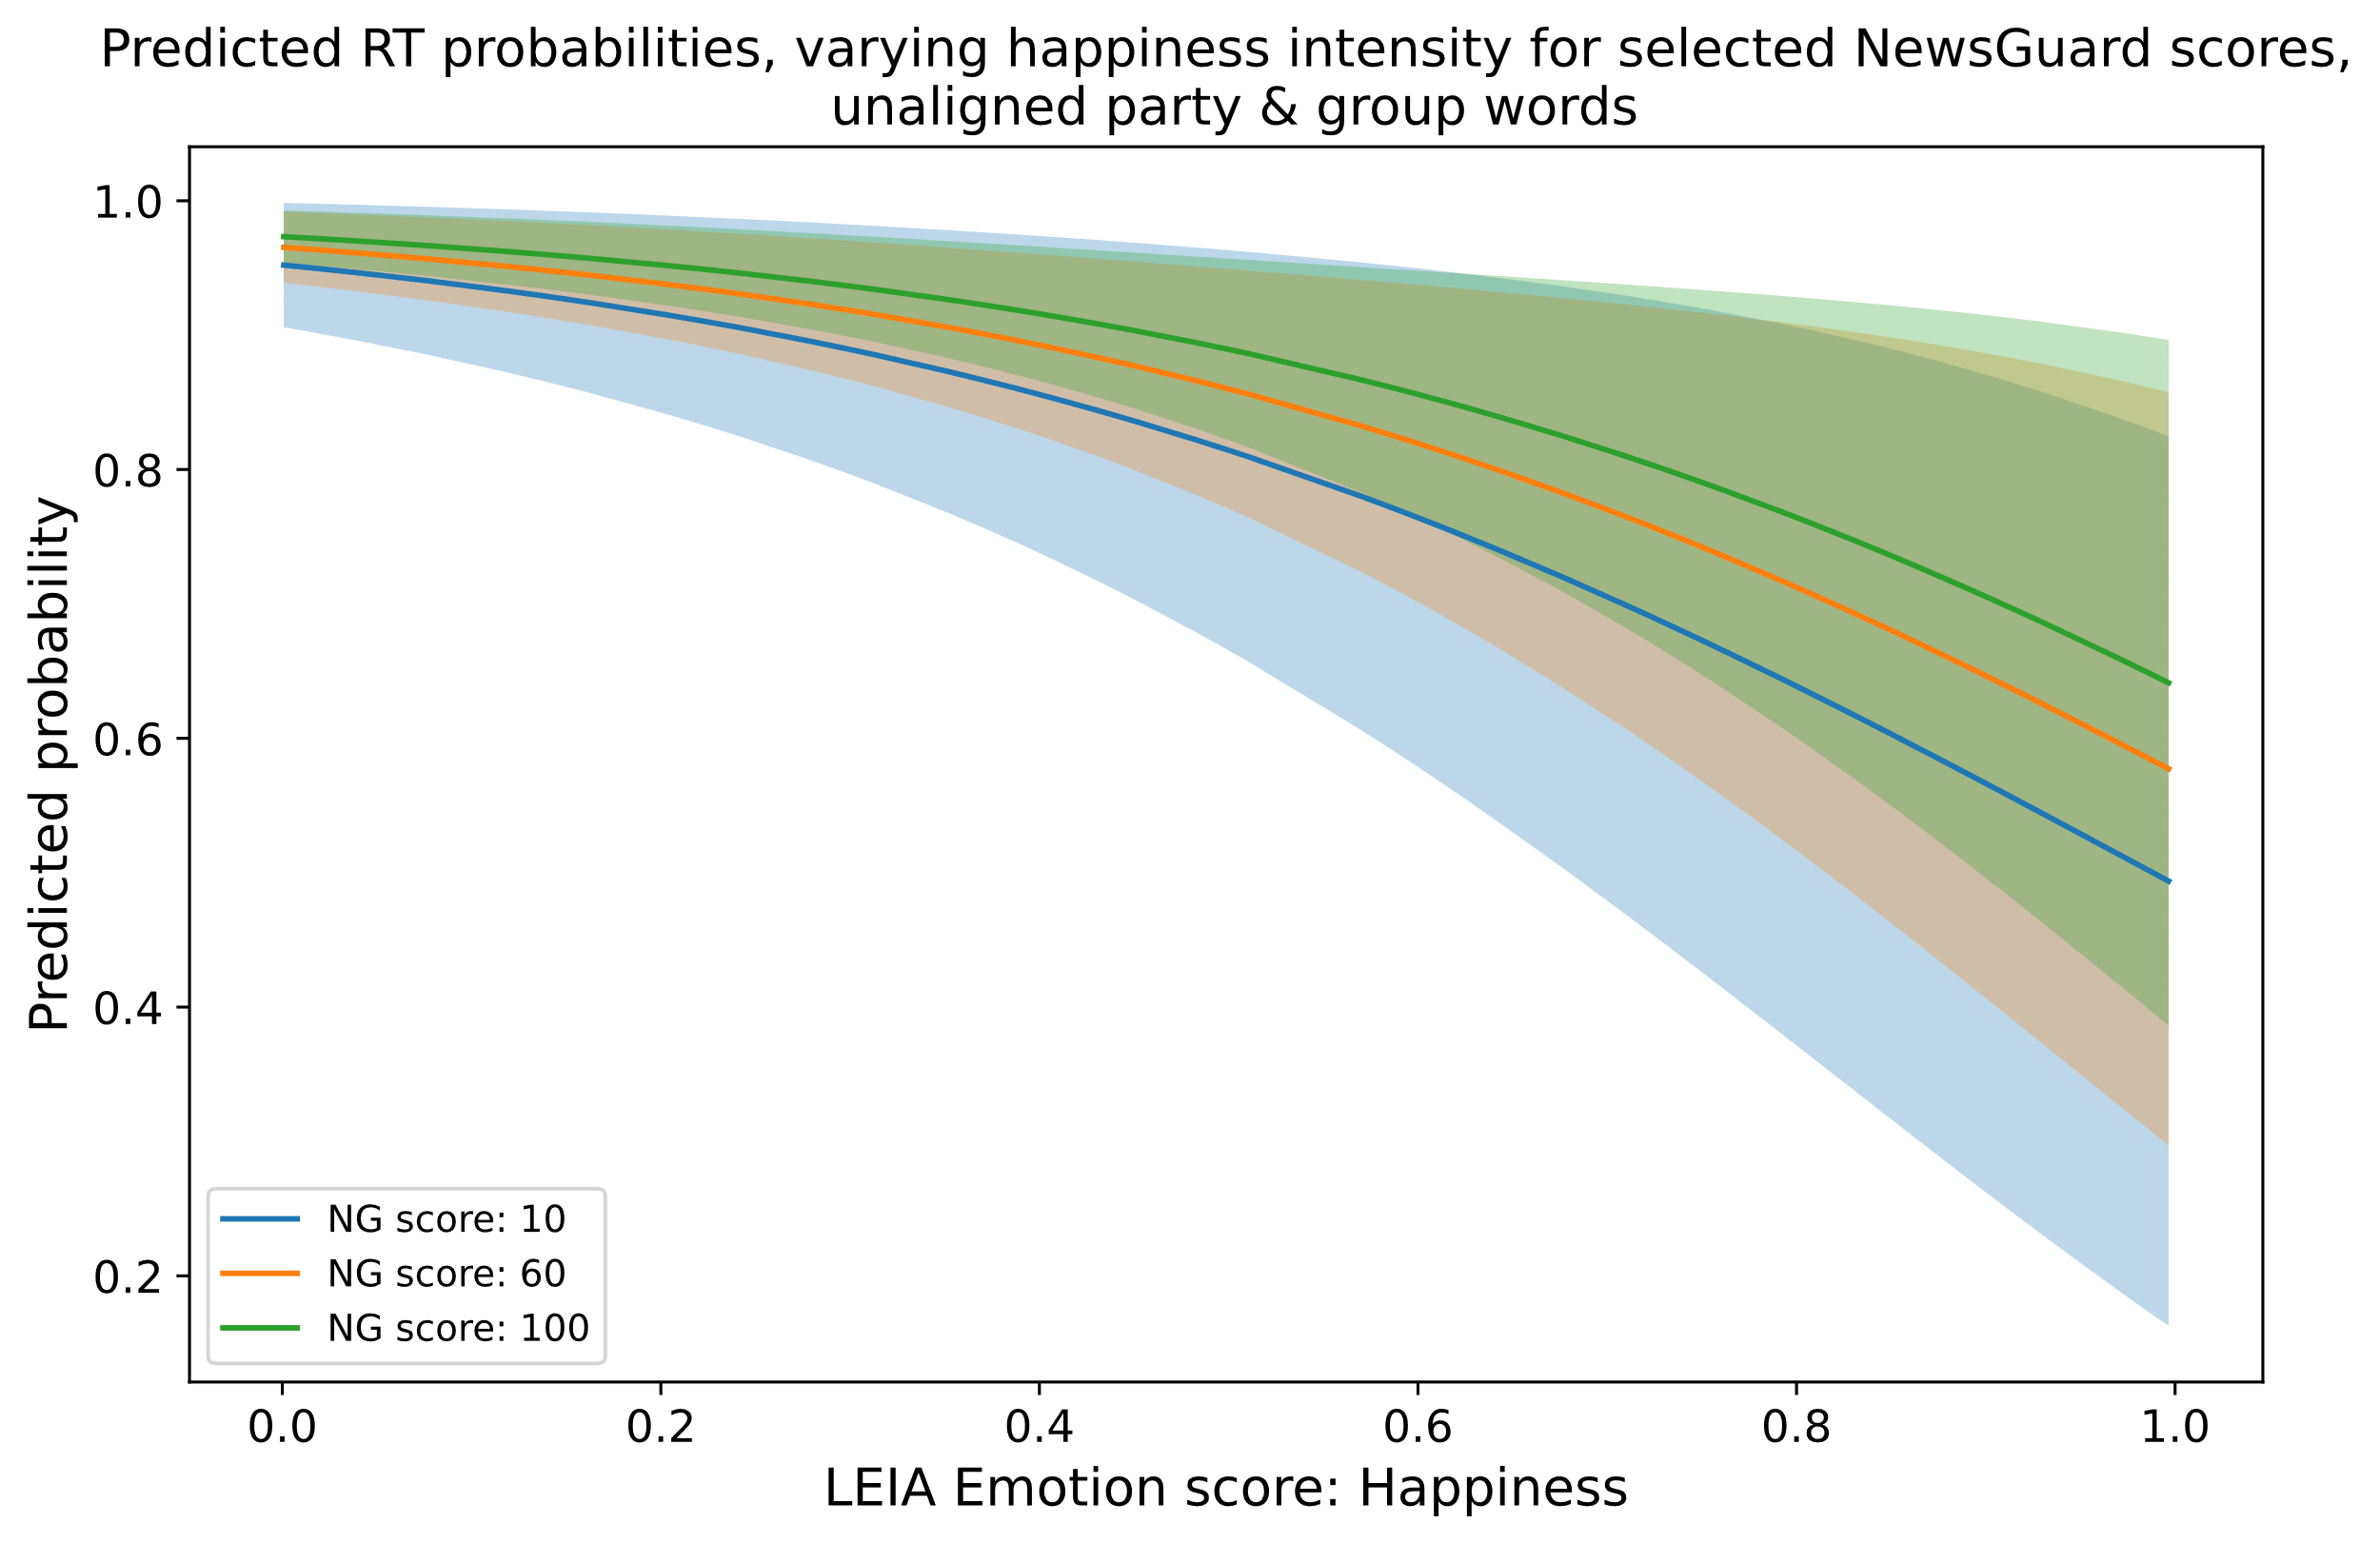 Predicted RT probabilities, varying happiness intensity for selected NewsGuard scores,
unaligned party & group words
Predicted probability
1.0
0.8
0.6
0.4
0.2
NG score: 10
NG score: 60
NG score: 100
0.0 0.2 0.4 0.6 0.8 1.0
LEIA Emotion score: Happiness